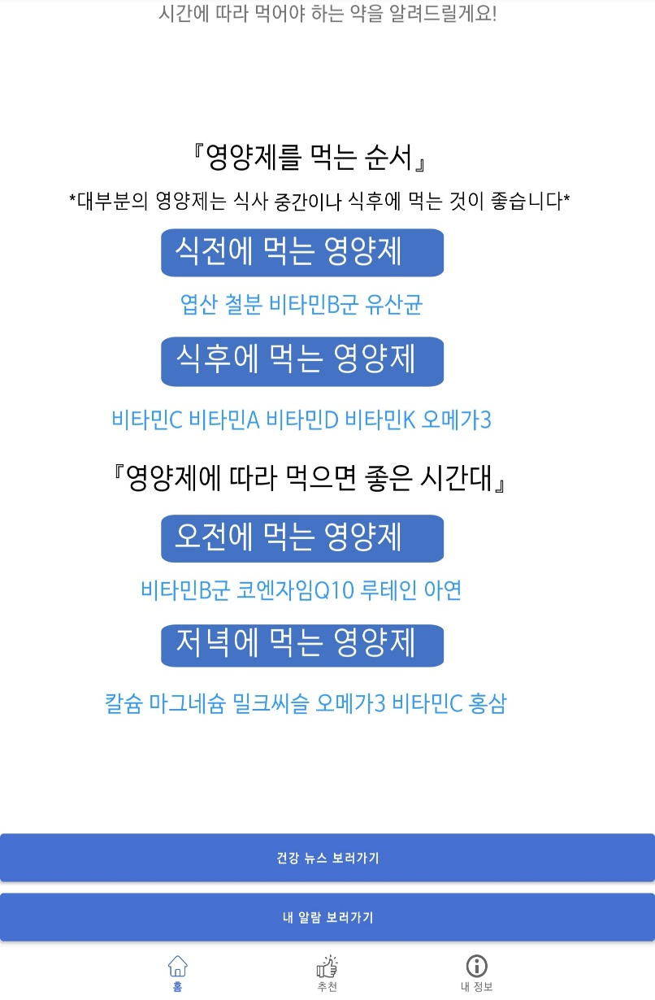 시간에 따라 먹어야 하는 약을 알려드릴게요!
『영양제를 먹는 순서』
*대부분의 영양제는 식사 중간이나 식후에 먹는 것이 좋습니다*
식전에 먹는 영양제
엽산 철분 비타민B군 유산균
식후에 먹는 영양제
비타민C 비타민A 비타민D 비타민K 오메가3
『영양제에 따라 먹으면 좋은 시간대』
오전에 먹는 영양제
비타민B군 코엔자임Q10 루테인 아연
저녁에 먹는 영양제
칼슘 마그네슘 밀크씨슬 오메가3 비타민C 홍삼
건강 뉴스 보러가기
내 알람 보러가기
홈 추천 내 정보